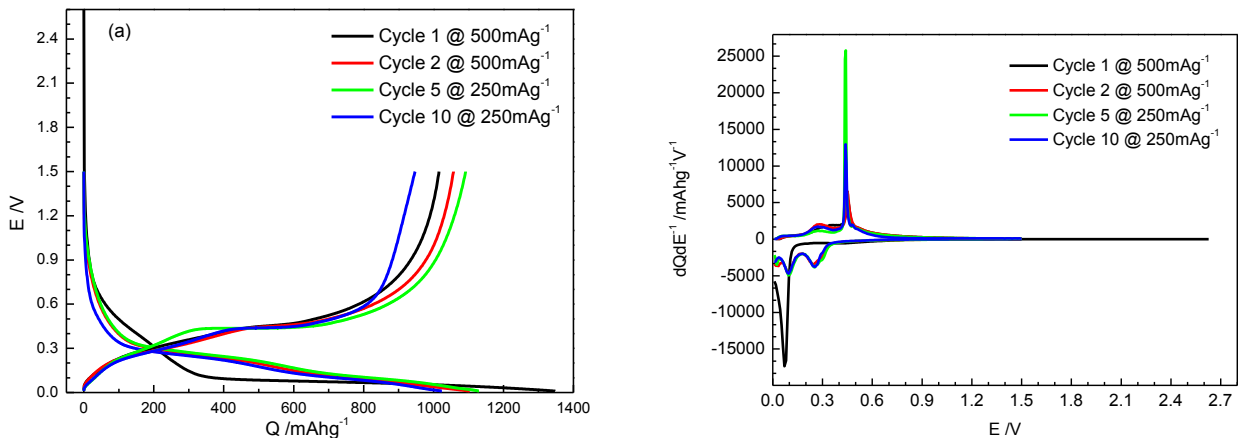 (a)
Cycle 1 @ 500mAg⁻¹
Cycle 2 @ 500mAg⁻¹
Cycle 5 @ 250mAg⁻¹
Cycle 10 @ 250mAg⁻¹
E /V
2.4
2.1
1.8
1.5
1.2
0.9
0.6
0.3
0.0
0 200 400 600 800 1000 1200 1400
Q /mAhg⁻¹
Cycle 1 @ 500mAg⁻¹
Cycle 2 @ 500mAg⁻¹
Cycle 5 @ 250mAg⁻¹
Cycle 10 @ 250mAg⁻¹
dQdE⁻¹ /mAhg⁻¹V⁻¹
25000
20000
15000
10000
5000
0
-5000
-10000
-15000
0.0 0.3 0.6 0.9 1.2 1.5 1.8 2.1 2.4 2.7
E /V